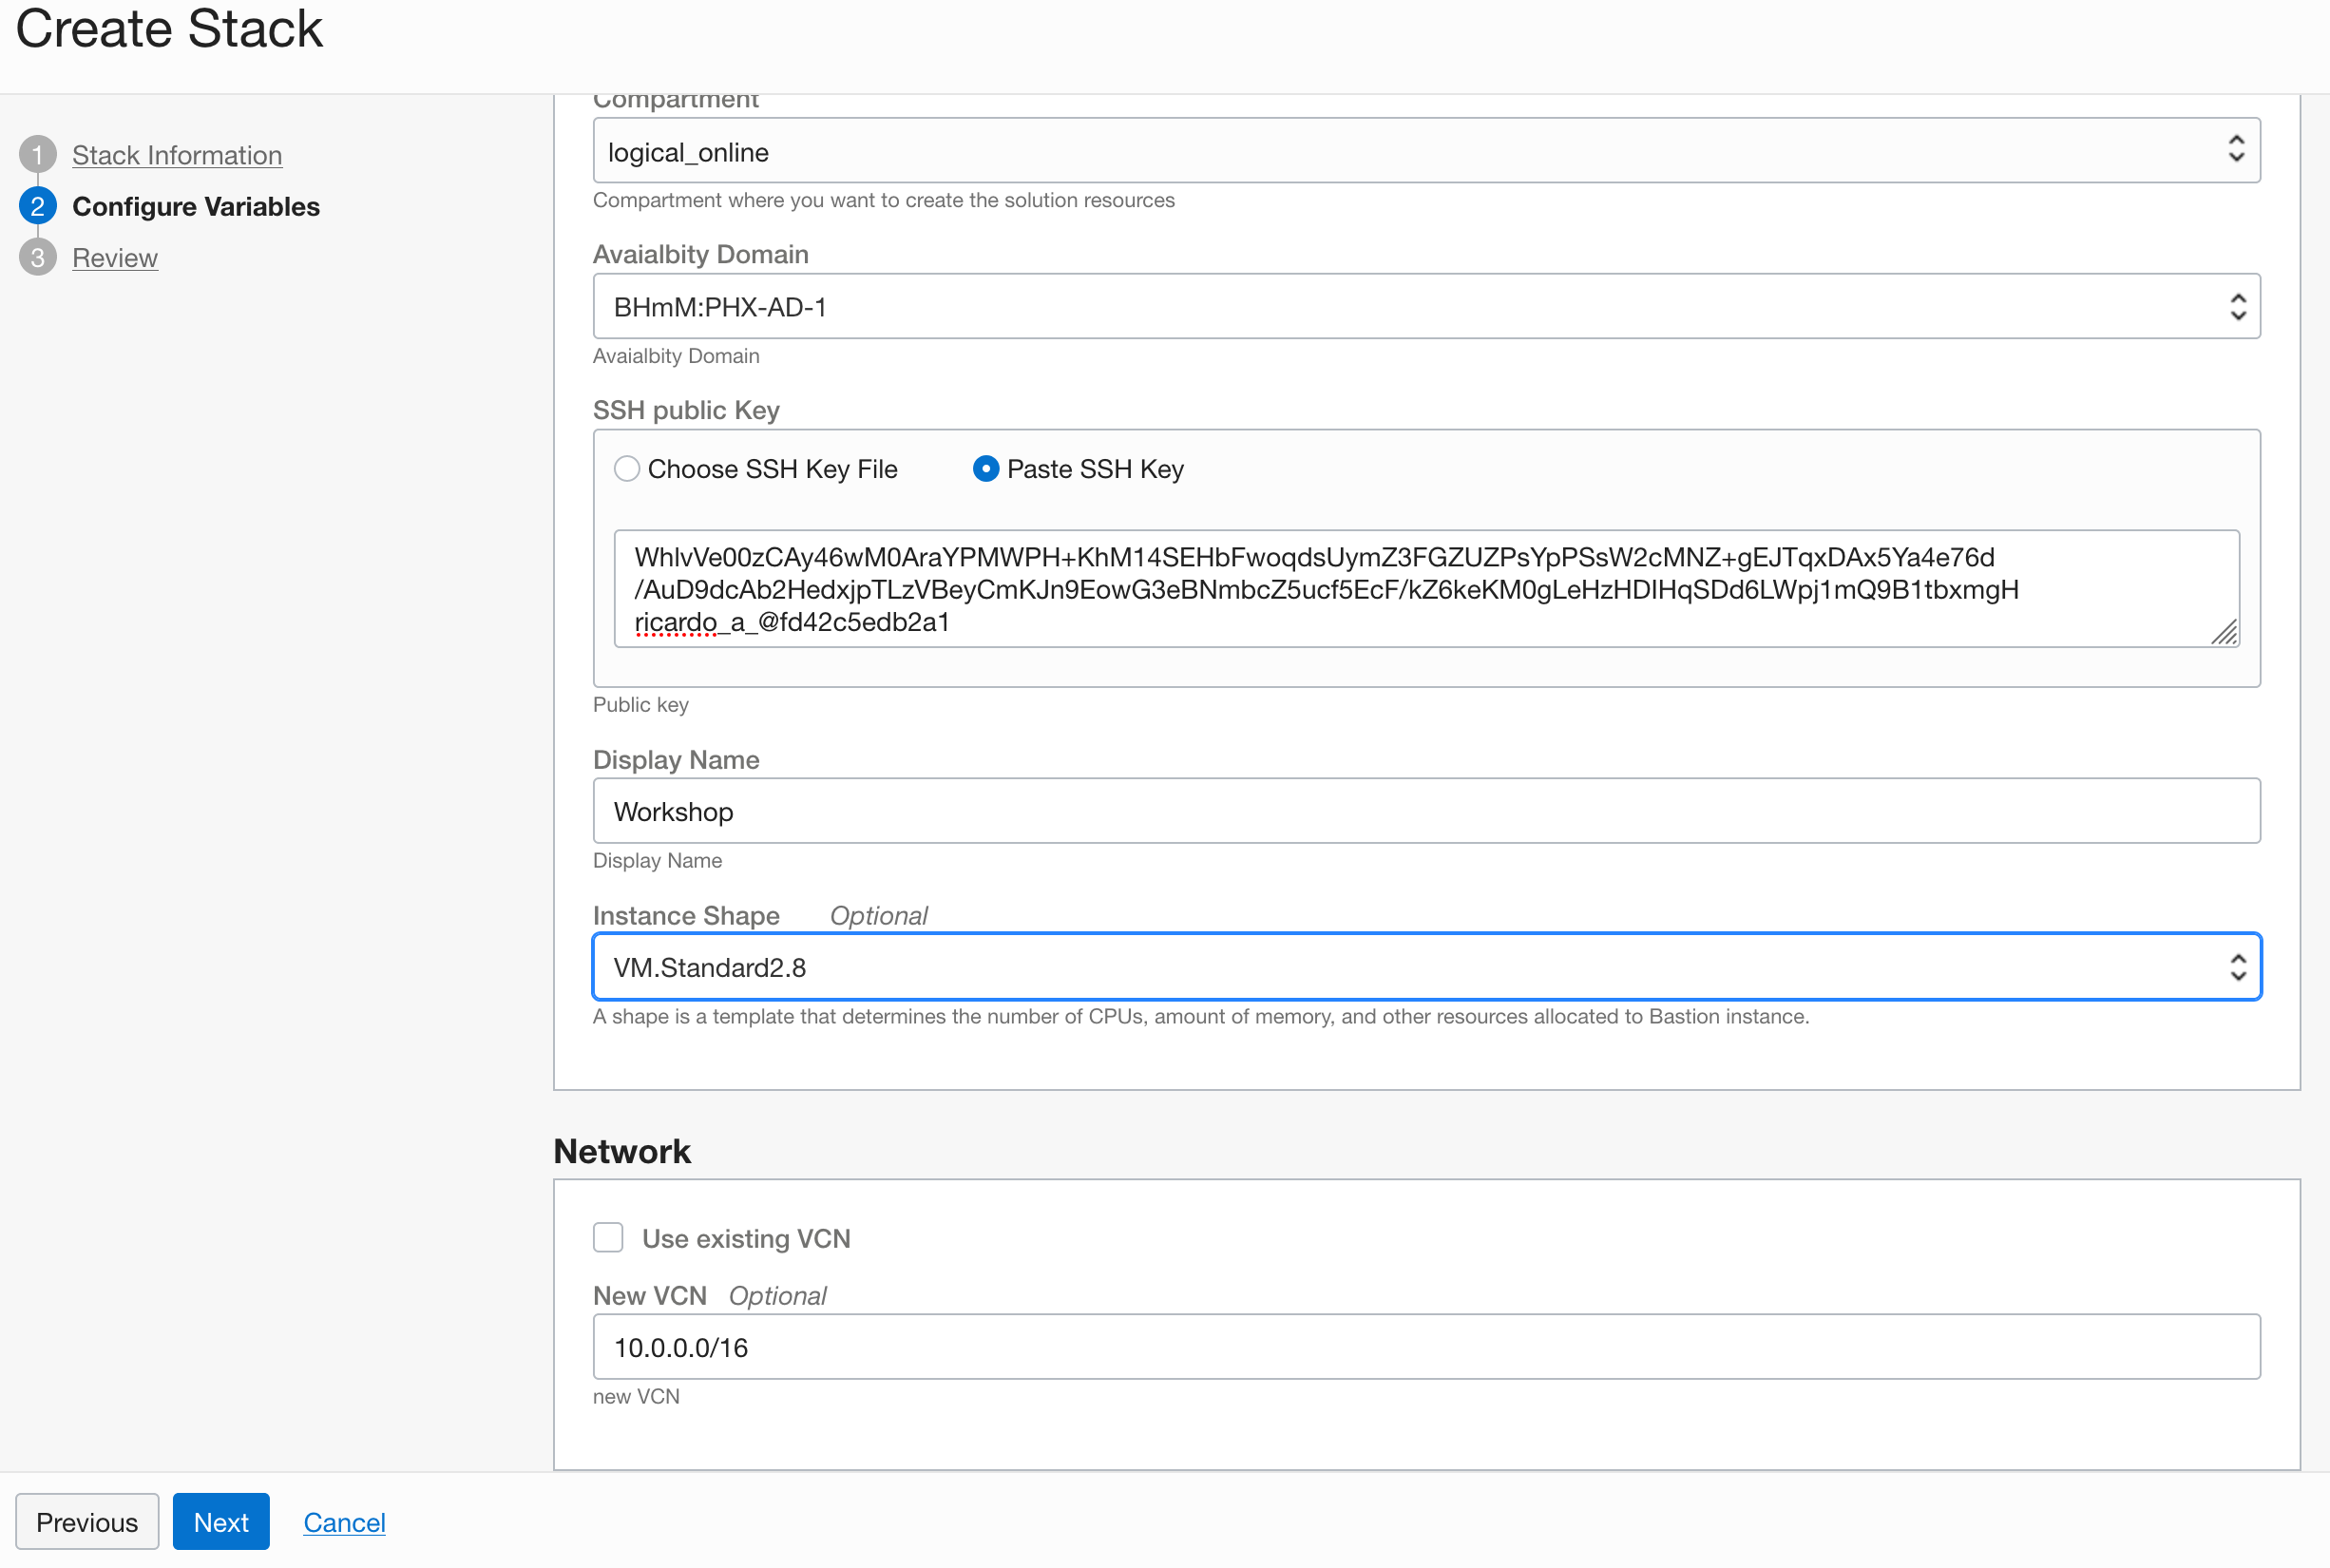 Create Stack
1 Stack Information
2 Configure Variables
3 Review
Compartment
logical_online
Compartment where you want to create the solution resources
Avaialbity Domain
BHmM:PHX-AD-1
Avaialbity Domain
SSH public Key
Choose SSH Key File
Paste SSH Key
WhlvVe00zCAy46wM0AraYPMWPH+KhM14SEHbFwoqdsUymZ3FGZUZPsYpPSsW2cMNZ+gEJTqxDAx5Ya4e76d
/AuD9dcAb2HedxjpTLzVBeyCmKJn9EowG3eBNmbcZ5ucf5EcF/kZ6keKM0gLeHzHDIHqSDd6LWpj1mQ9B1tbxmgH
ricardo_a_@fd42c5edb2a1
Public key
Display Name
Workshop
Display Name
Instance Shape Optional
VM.Standard2.8
A shape is a template that determines the number of CPUs, amount of memory, and other resources allocated to Bastion instance.
Network
Use existing VCN
New VCN Optional
10.0.0.0/16
new VCN
Previous
Next
Cancel